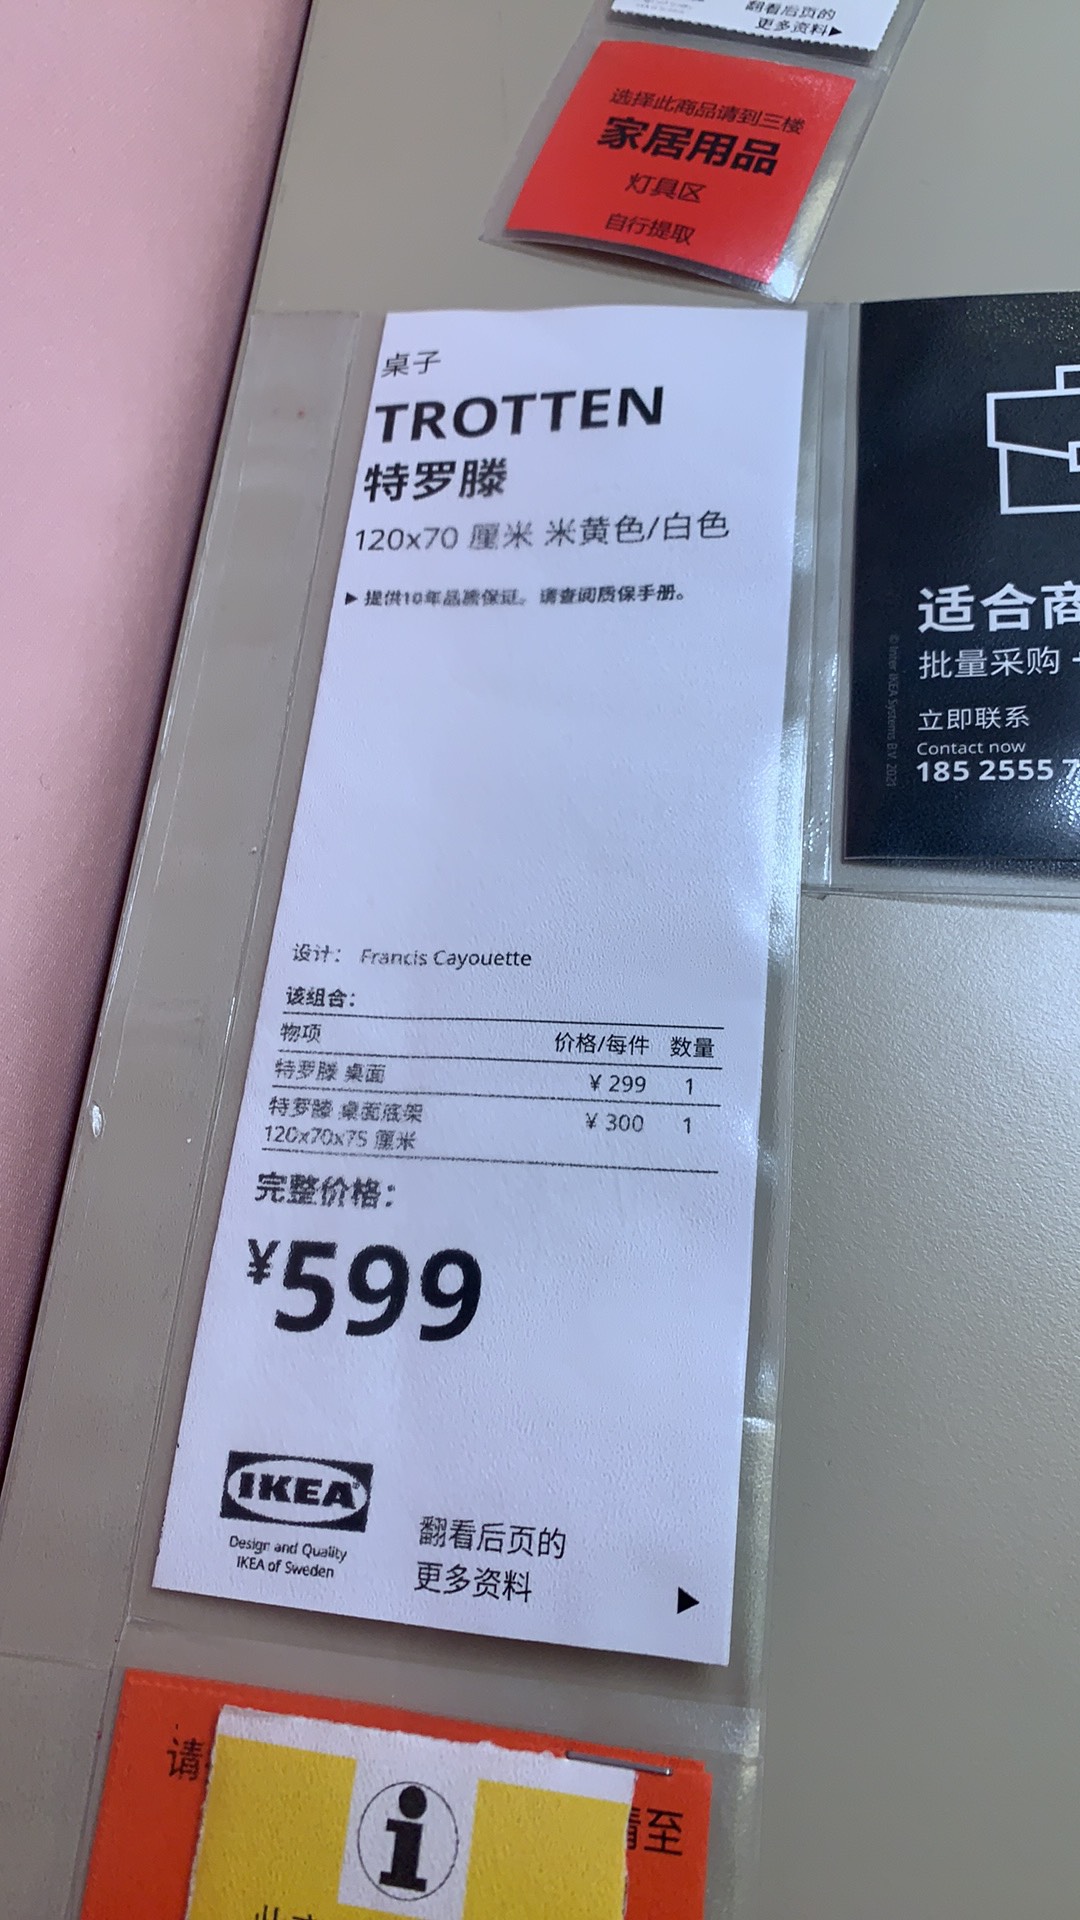 翻看后页的
更多资料▶
选择此商品请到三楼
家居用品
灯具区
自行提取
桌子
TROTTEN
特罗滕
120x70 厘米 米黄色/白色
▶ 提供10年品质保证。请查阅质保手册。
设计： Francis Cayouette
该组合：
物项 价格/每件 数量
特罗滕 桌面 ¥ 299 1
特罗滕 桌面底架 ¥ 300 1
120x70x75 厘米
完整价格：
¥599
IKEA
Design and Quality
IKEA of Sweden
翻看后页的
更多资料
▶
适合商
批量采购
立即联系
Contact now
185 2555 7
© Inter IKEA Systems B.V. 2021
请
请至
i